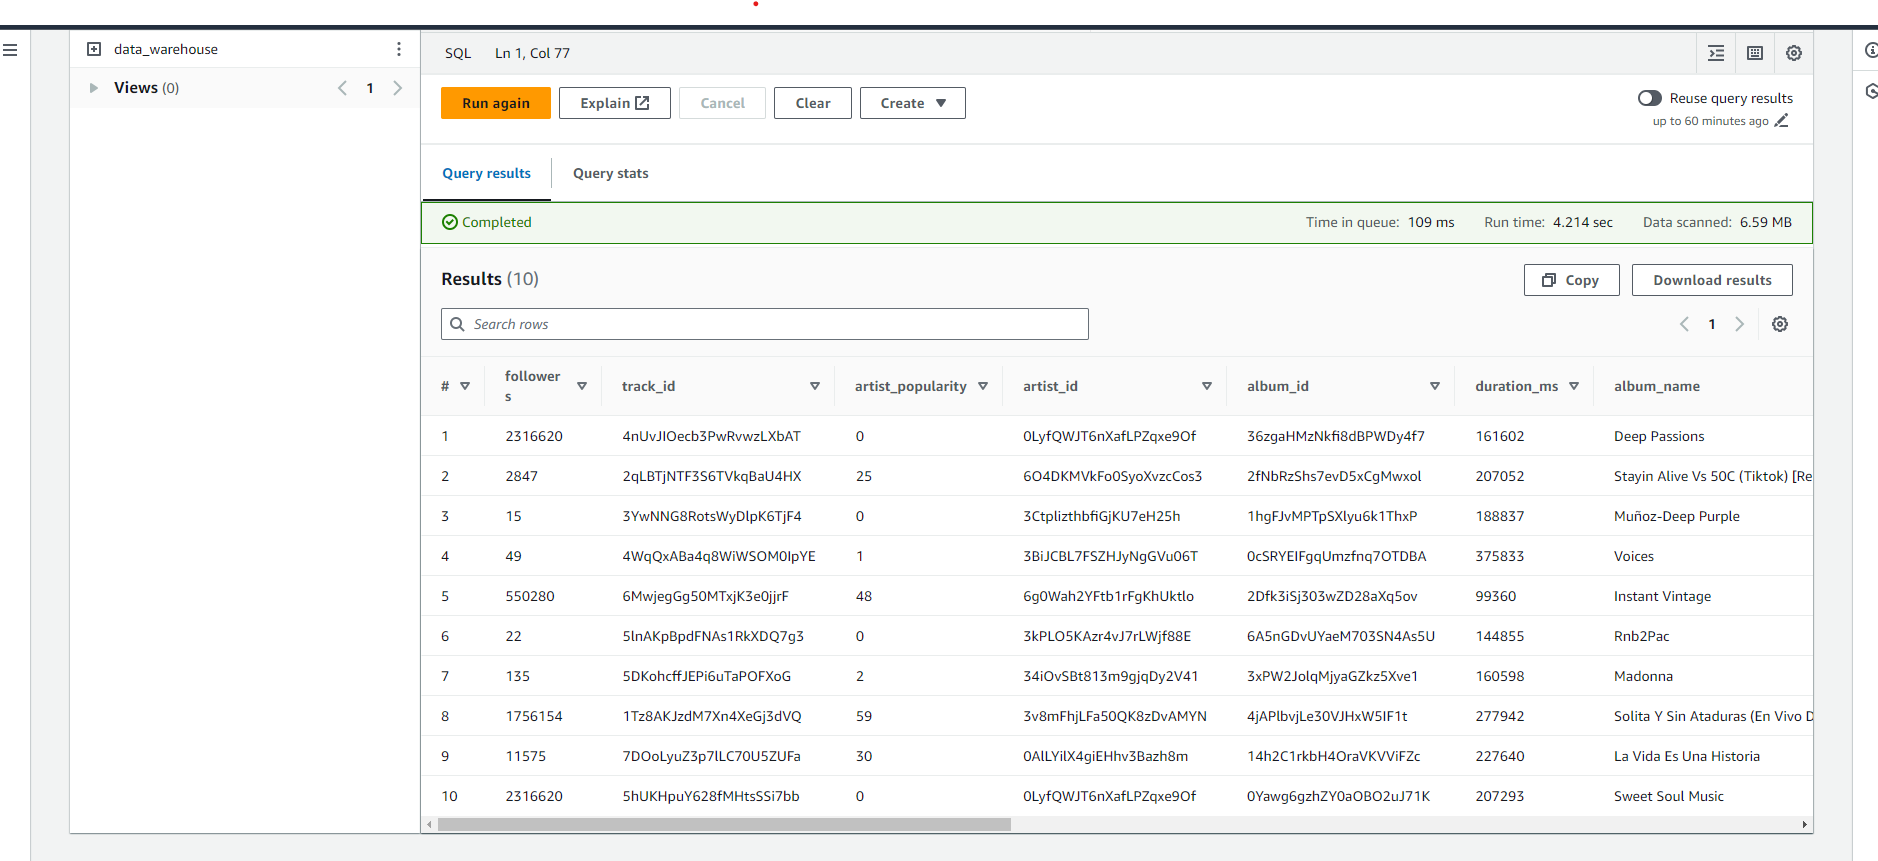 data_warehouse
Views (0)
1
SQL Ln 1, Col 77
Run again Explain Cancel Clear Create
Reuse query results
up to 60 minutes ago
Query results Query stats
Completed Time in queue: 109 ms Run time: 4.214 sec Data scanned: 6.59 MB
Results (10) Copy Download results
Search rows 1
# followers track_id artist_popularity artist_id album_id duration_ms album_name
1 2316620 4nUvJIOecb3PwRvwzLXbAT 0 0LyfQWJT6nXafLPZqxe9Of 36zgaHMzNkfi8dBPWDy4f7 161602 Deep Passions
2 2847 2qLBTjNTF3S6TVkqBaU4HX 25 6O4DKMVkFo0SyoXvzcCos3 2fNbRzShs7evD5xCgMwxol 207052 Stayin Alive Vs 50C (Tiktok) [Re
3 15 3YwNNG8RotsWyDlpK6TjF4 0 3CtplizthbfiGjKU7eH25h 1hgFJvMPTpSXlyu6k1ThxP 188837 Muñoz-Deep Purple
4 49 4WqQxABa4q8WiWSOM0IpYE 1 3BiJCBL7FSZHJyNgGVu06T 0cSRYEIFgqUmzfnq7OTDBA 375833 Voices
5 550280 6MwjegGg50MTxjK3e0jjrF 48 6g0Wah2YFtb1rFgKhUktlo 2Dfk3iSj303wZD28aXq5ov 99360 Instant Vintage
6 22 5lnAKpBpdFNAs1RkXDQ7g3 0 3kPLO5KAzr4vJ7rLWjf88E 6A5nGDvUYaeM703SN4As5U 144855 Rnb2Pac
7 135 5DKohcffJEPi6uTaPOFXoG 2 34iOvSBt813m9gjqDy2V41 3xPW2JolqMjyaGZkz5Xve1 160598 Madonna
8 1756154 1Tz8AKJzdM7Xn4XeGj3dVQ 59 3v8mFhjLFa50QK8zDvAMYN 4jAPlbvjLe30VJHxW5IF1t 277942 Solita Y Sin Ataduras (En Vivo D
9 11575 7DOoLyuZ3p7lLC70U5ZUFa 30 0AlLYilX4giEHhv3Bazh8m 14h2C1rkbH4OraVKVViFZc 227640 La Vida Es Una Historia
10 2316620 5hUKHpuY628fMHtsSSi7bb 0 0LyfQWJT6nXafLPZqxe9Of 0Yawg6gzhZY0aOBO2uJ71K 207293 Sweet Soul Music